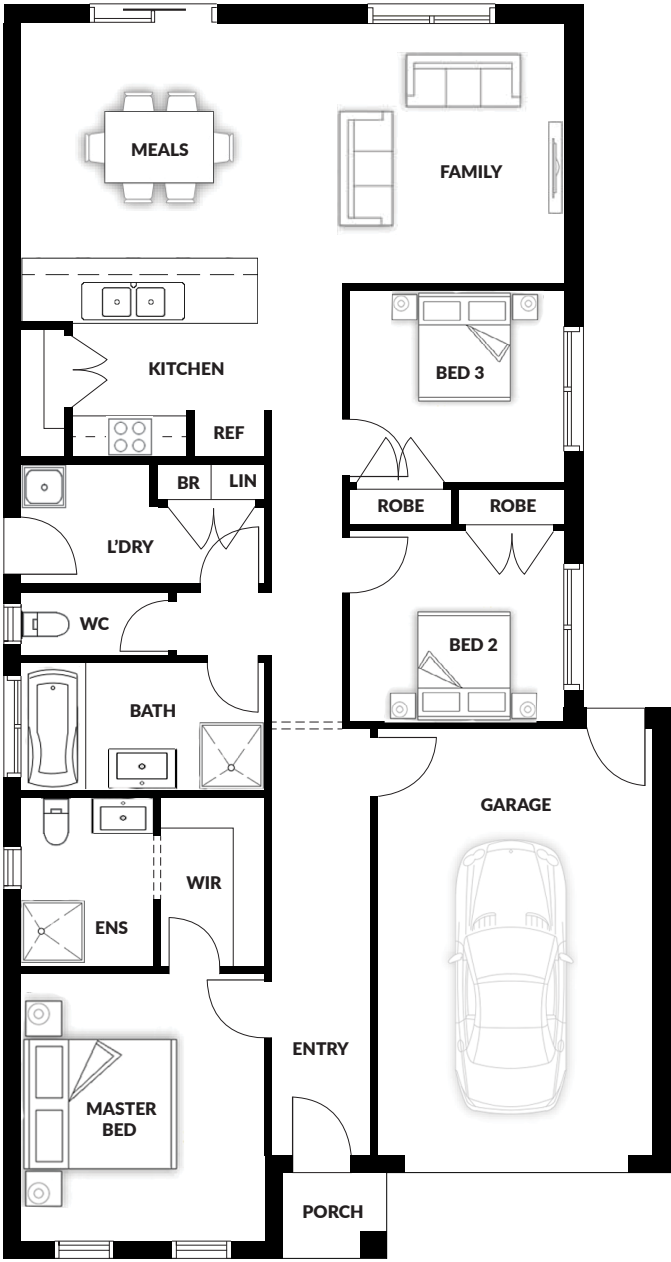 MEALS
FAMILY
KITCHEN
BED 3
REF
BR
LIN
ROBE
ROBE
L'DRY
WC
BED 2
BATH
GARAGE
WIR
ENS
ENTRY
MASTER
BED
PORCH